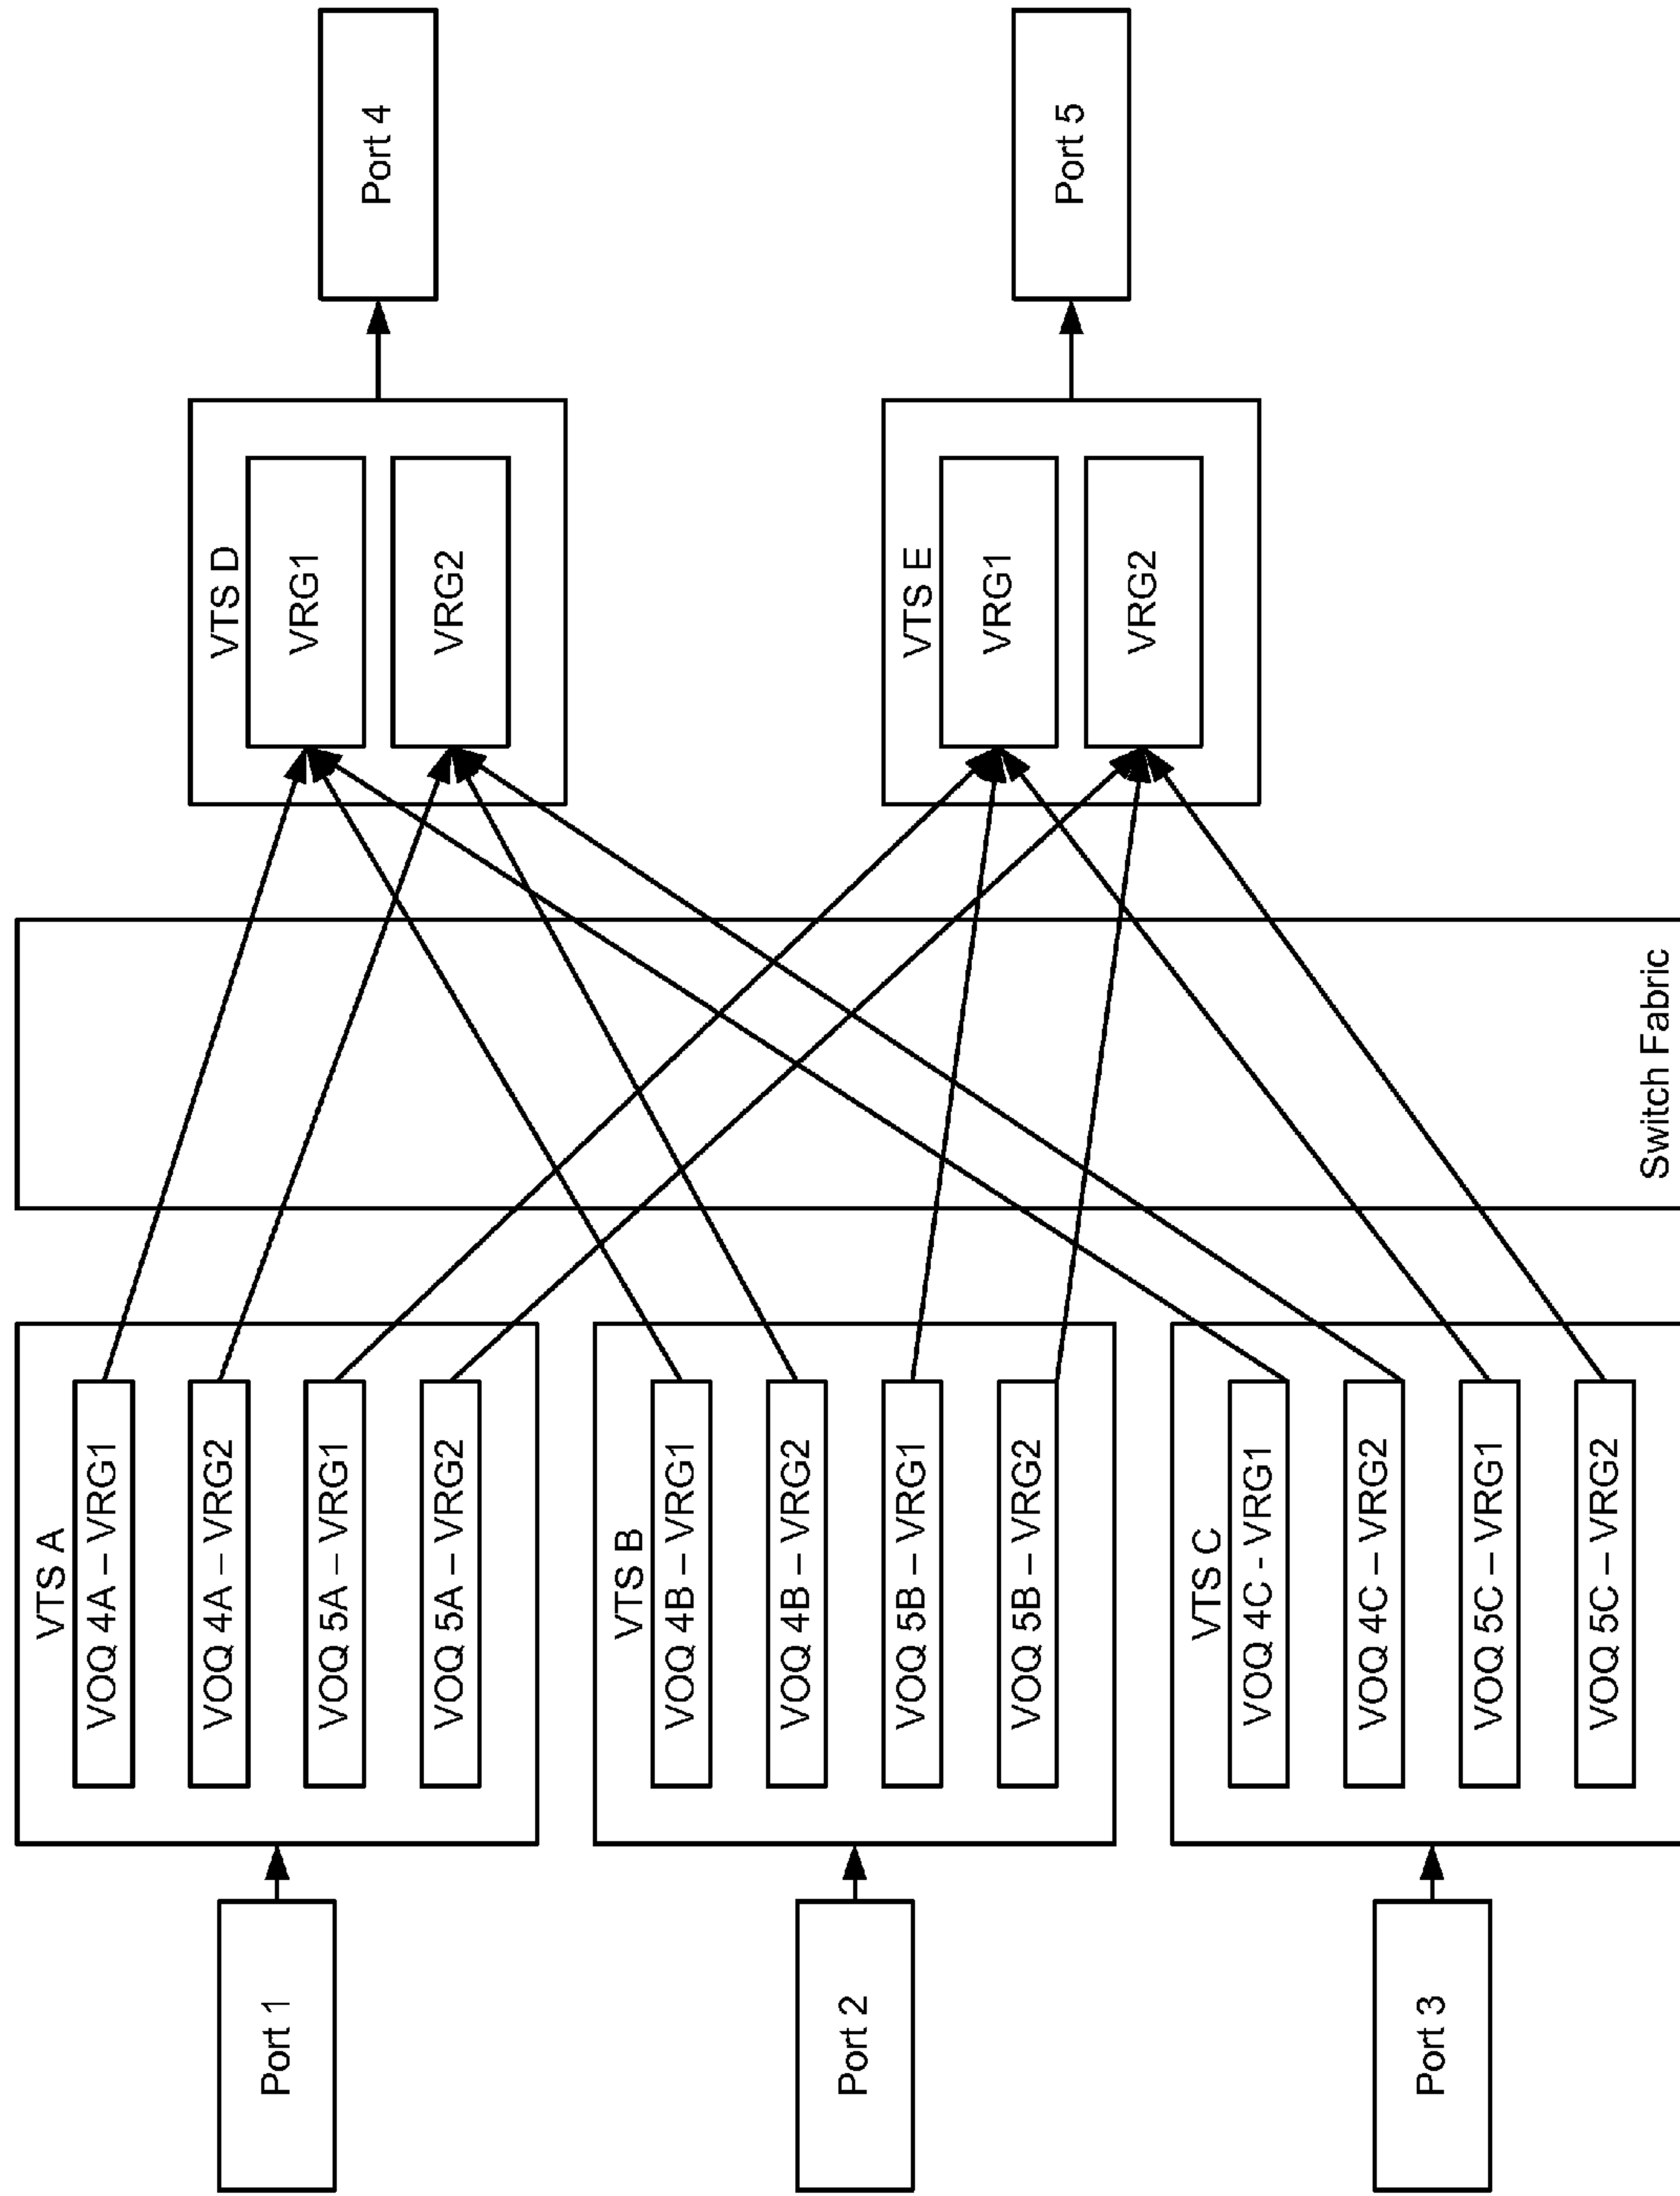 Port 1
VTS A
VOQ 4A – VRG1
VOQ 4A – VRG2
VOQ 5A – VRG1
VOQ 5A – VRG2
Port 2
VTS B
VOQ 4B – VRG1
VOQ 4B – VRG2
VOQ 5B – VRG1
VOQ 5B – VRG2
Port 3
VTS C
VOQ 4C - VRG1
VOQ 4C – VRG2
VOQ 5C – VRG1
VOQ 5C – VRG2
Switch Fabric
VTS D
VRG1
VRG2
Port 4
VTS E
VRG1
VRG2
Port 5